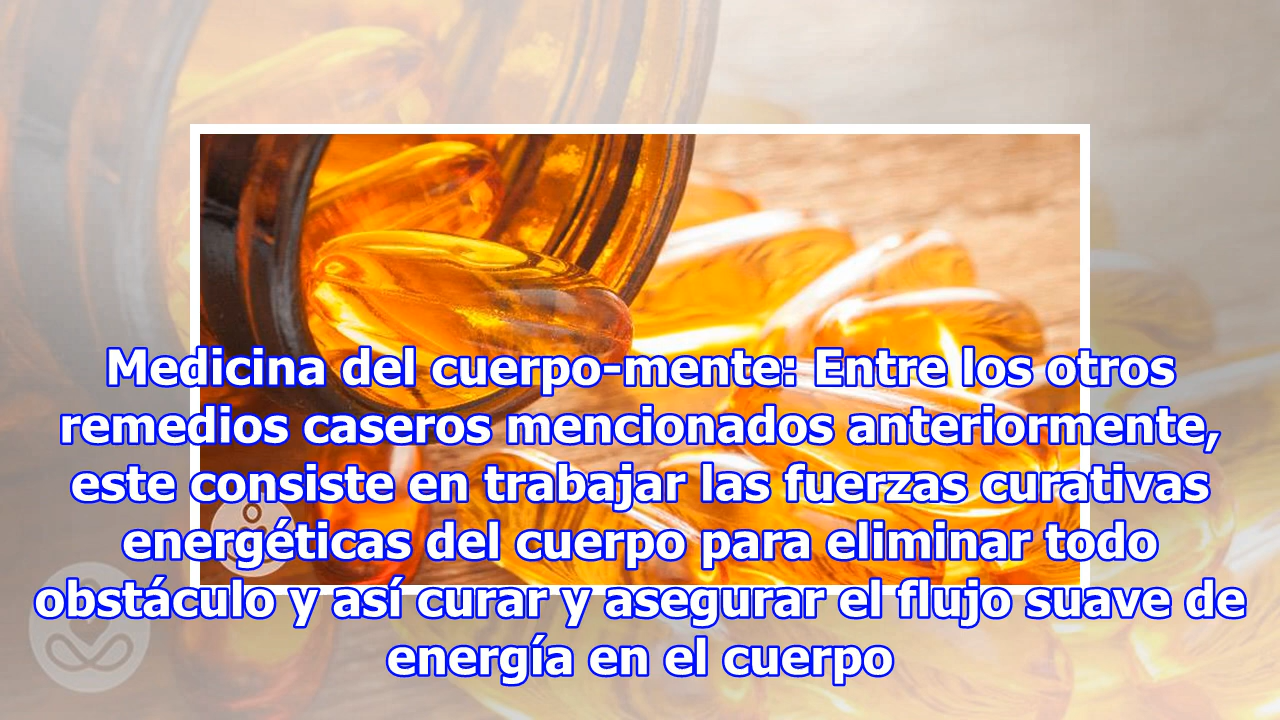 Medicina del cuerpo-mente: Entre los otros
remedios caseros mencionados anteriormente,
este consiste en trabajar las fuerzas curativas
energéticas del cuerpo para eliminar todo
obstáculo y así curar y asegurar el flujo suave de
energía en el cuerpo